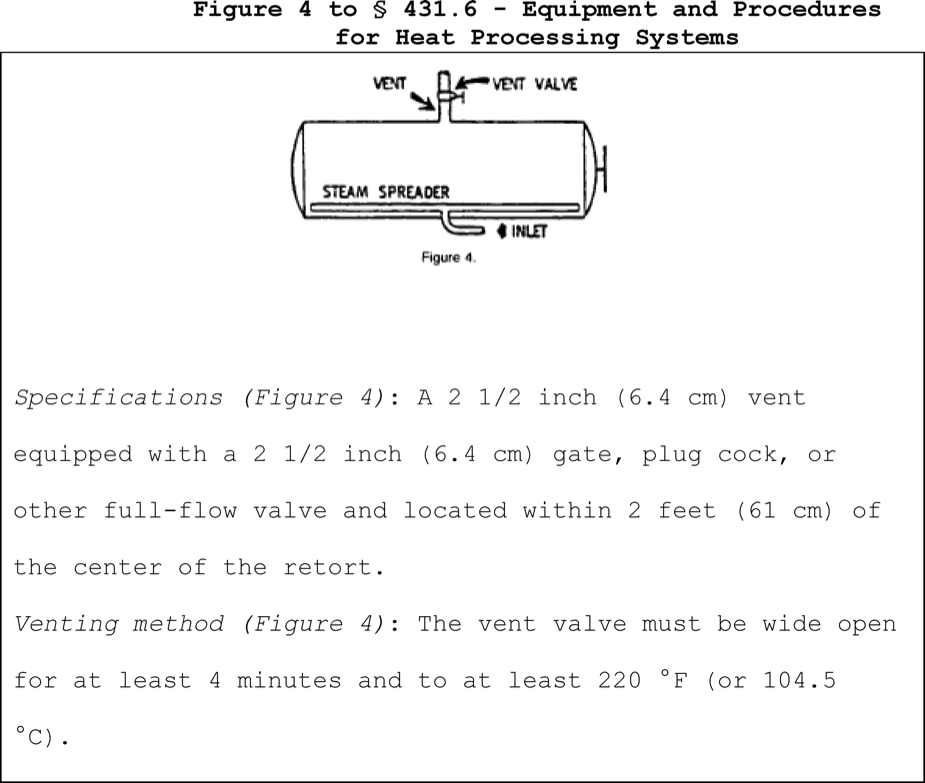 Figure 4 to § 431.6 - Equipment and Procedures
for Heat Processing Systems
VENT
VENT VALVE
STEAM SPREADER
INLET
Figure 4.
Specifications (Figure 4): A 2 1/2 inch (6.4 cm) vent
equipped with a 2 1/2 inch (6.4 cm) gate, plug cock, or
other full-flow valve and located within 2 feet (61 cm) of
the center of the retort.
Venting method (Figure 4): The vent valve must be wide open
for at least 4 minutes and to at least 220 °F (or 104.5
°C).